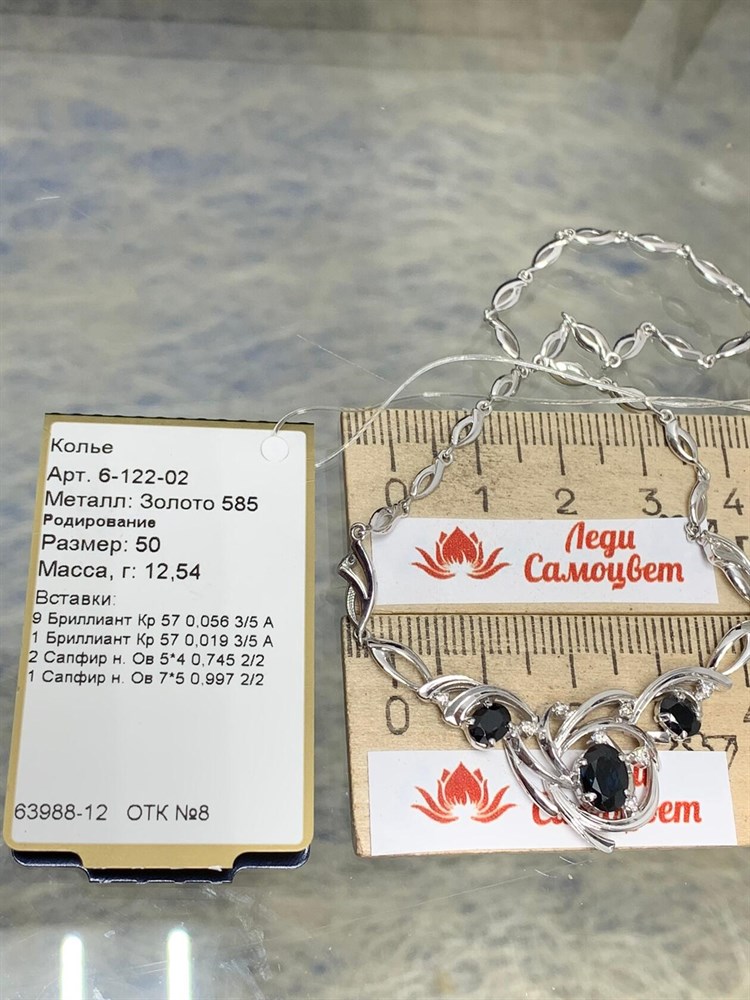 Колье
Арт. 6-122-02
Металл: Золото 585
Родирование
Размер: 50
Масса, г: 12,54
Вставки:
9 Бриллиант Кр 57 0,056 3/5 А
1 Бриллиант Кр 57 0,019 3/5 А
2 Сапфир н. Ов 5*4 0,745 2/2
1 Сапфир н. Ов 7*5 0,997 2/2
63988-12 ОТК №8
0 1 2 3 4
Леди
Самоцвет
0